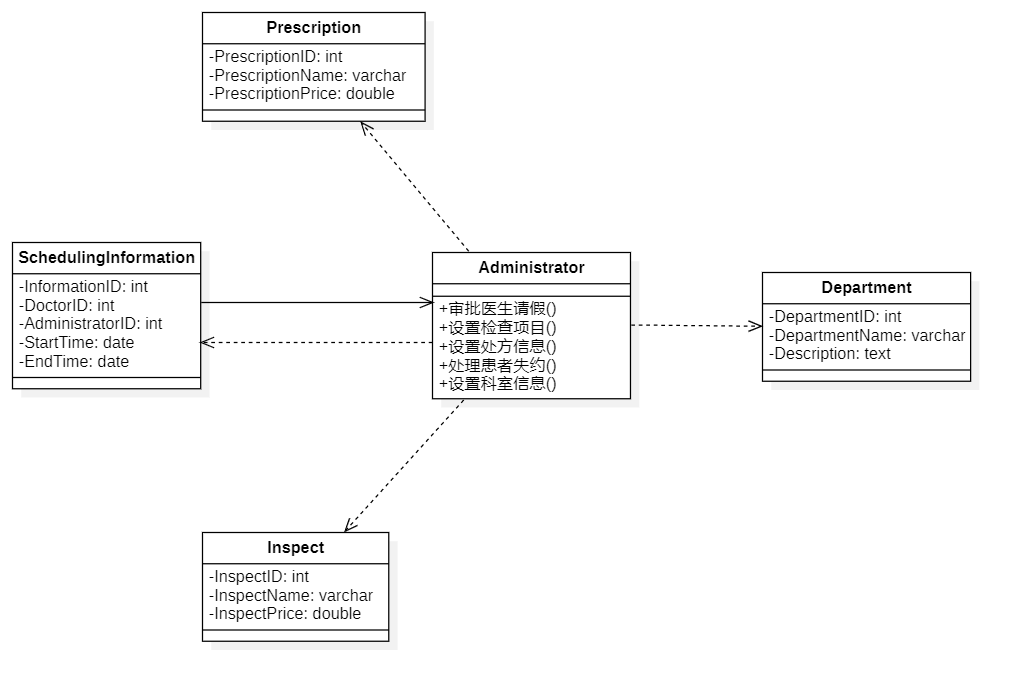 Prescription
-PrescriptionID: int
-PrescriptionName: varchar
-PrescriptionPrice: double
SchedulingInformation
-InformationID: int
-DoctorID: int
-AdministratorID: int
-StartTime: date
-EndTime: date
Administrator
+审批医生请假()
+设置检查项目()
+设置处方信息()
+处理患者失约()
+设置科室信息()
Department
-DepartmentID: int
-DepartmentName: varchar
-Description: text
Inspect
-InspectID: int
-InspectName: varchar
-InspectPrice: double